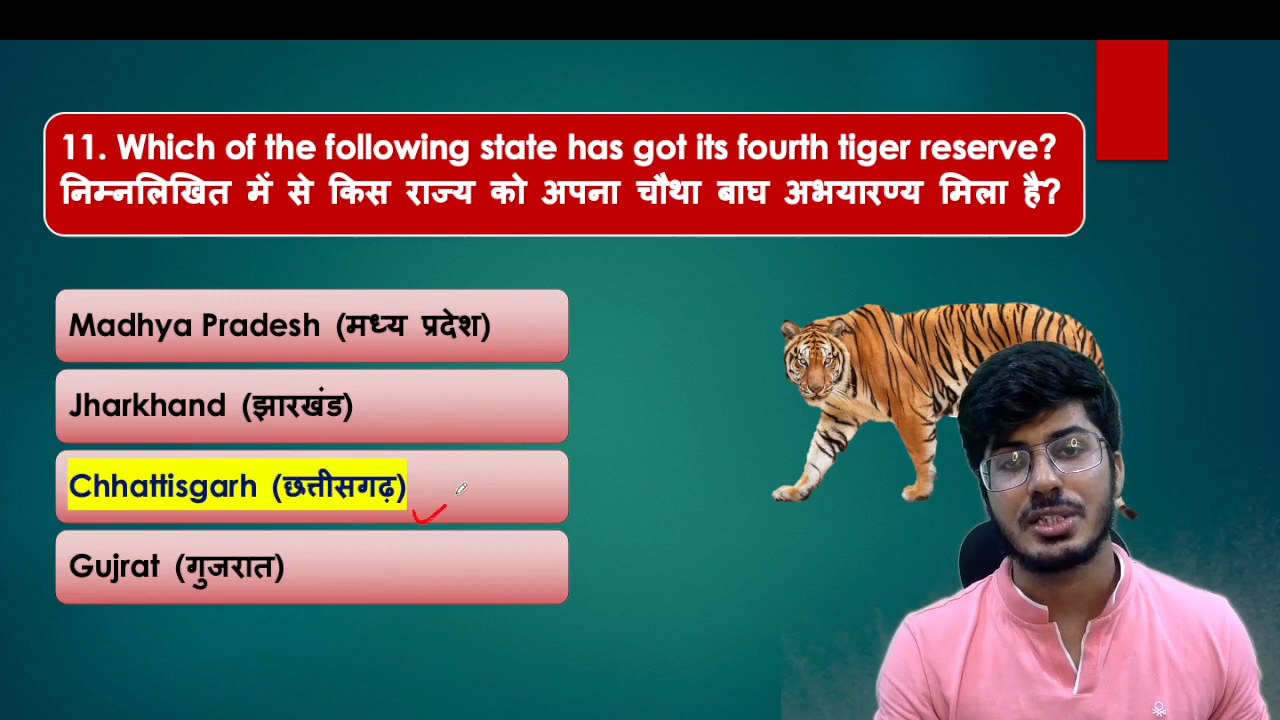 11. Which of the following state has got its fourth tiger reserve?
निम्नलिखित में से किस राज्य को अपना चौथा बाघ अभयारण्य मिला है?
Madhya Pradesh (मध्य प्रदेश)
Jharkhand (झारखंड)
Chhattisgarh (छत्तीसगढ़)
Gujrat (गुजरात)